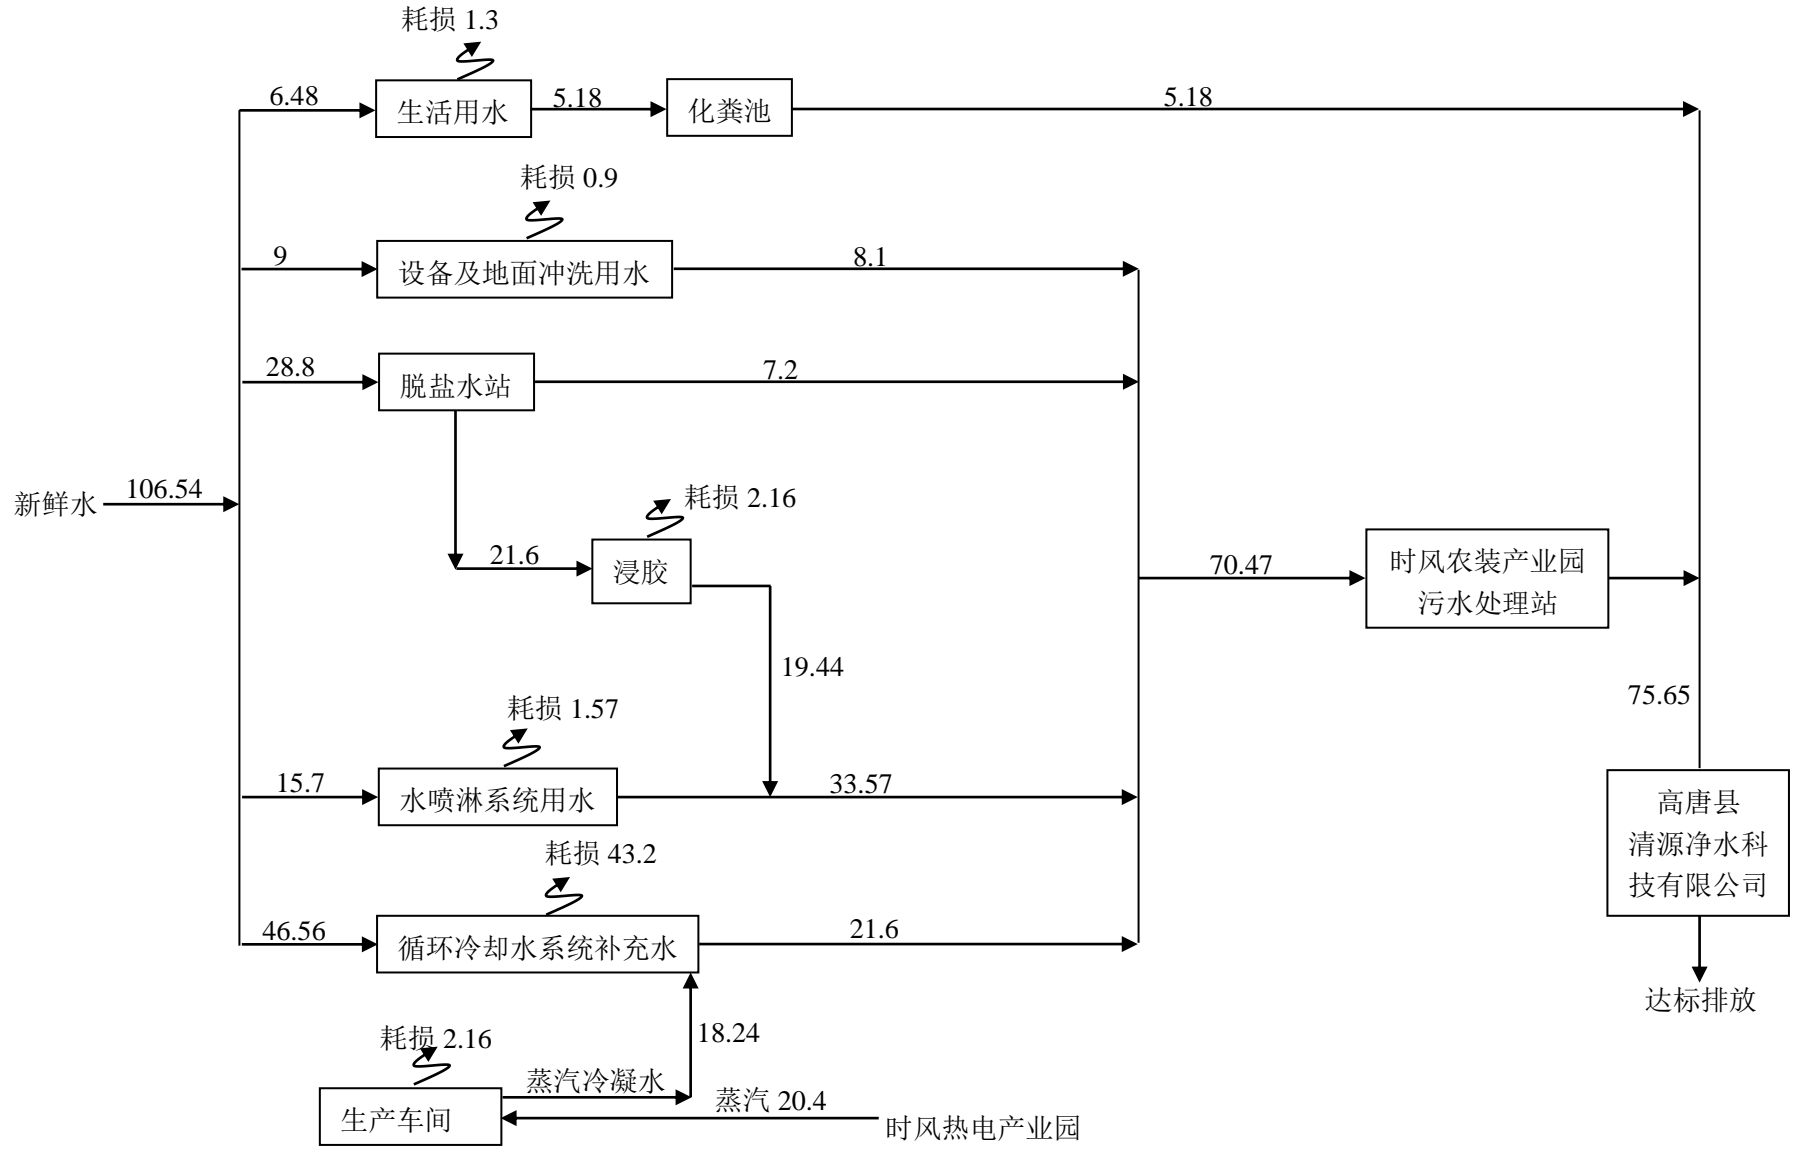 耗损 1.3
6.48
生活用水
5.18
化粪池
5.18
耗损 0.9
9
设备及地面冲洗用水
8.1
28.8
脱盐水站
7.2
新鲜水
106.54
21.6
浸胶
耗损 2.16
19.44
70.47
时风农装产业园
污水处理站
75.65
耗损 1.57
15.7
水喷淋系统用水
33.57
高唐县
清源净水科
技有限公司
达标排放
耗损 43.2
46.56
循环冷却水系统补充水
21.6
18.24
耗损 2.16
生产车间
蒸汽冷凝水
蒸汽 20.4
时风热电产业园